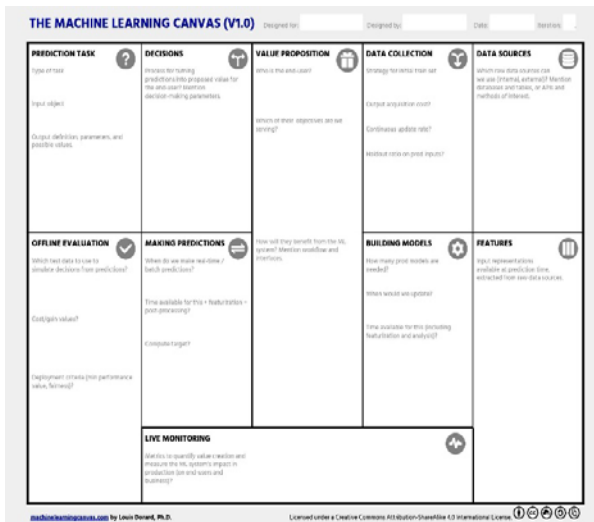 THE MACHINE LEARNING CANVAS (V1.0)
Designed for:
Designed by:
Date:
Iteration:
PREDICTION TASK
Type of task
Input object
Output definition, parameters, and
possible values.
DECISIONS
Process for turning
predictions into proposed value for
the end-user? Mention
decision-making parameters
VALUE PROPOSITION
Who is the end-user?
Which of their objectives are we
serving?
How will they benefit from the ML
system? Mention workflow and
interfaces.
DATA COLLECTION
Strategy for initial train set
Output acquisition cost?
Continuous update rate?
Holdout ratio on prod inputs?
DATA SOURCES
Which raw data sources can
we use (internal, external)? Mention
databases and tables, or APIs and
methods of interest.
OFFLINE EVALUATION
Which test data to use to
simulate decisions from predictions?
Cost/gain values?
Deployment criteria (min performance
value, fairness)?
MAKING PREDICTIONS
When do we make real-time /
batch predictions?
Time available for this + featurization +
post-processing?
Compute target?
BUILDING MODELS
How many prod models are
needed?
When would we update?
Time available for this (including
featurization and analysis)?
FEATURES
Input representations
available at prediction time,
extracted from raw data sources.
LIVE MONITORING
Metrics to quantify value creation and
measure the ML system's impact in
production (on end-users and
business)?
machinelearningcanvas.com by Louis Dorard, Ph.D.
Licensed under a Creative Commons Attribution-ShareAlike 4.0 International License.